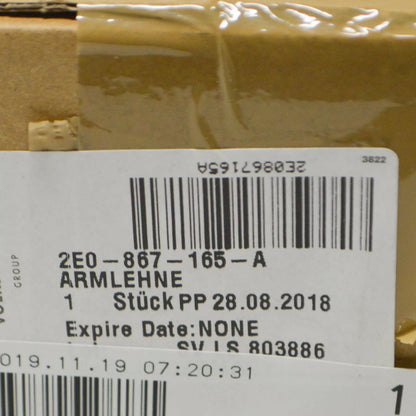 3622
2E0867165A
2E0-867-165-A
ARMLEHNE
1 Stück PP 28.08.2018
Expire Date:NONE
SV LS 803886
GROUP
019.11.19 07:20:31
1